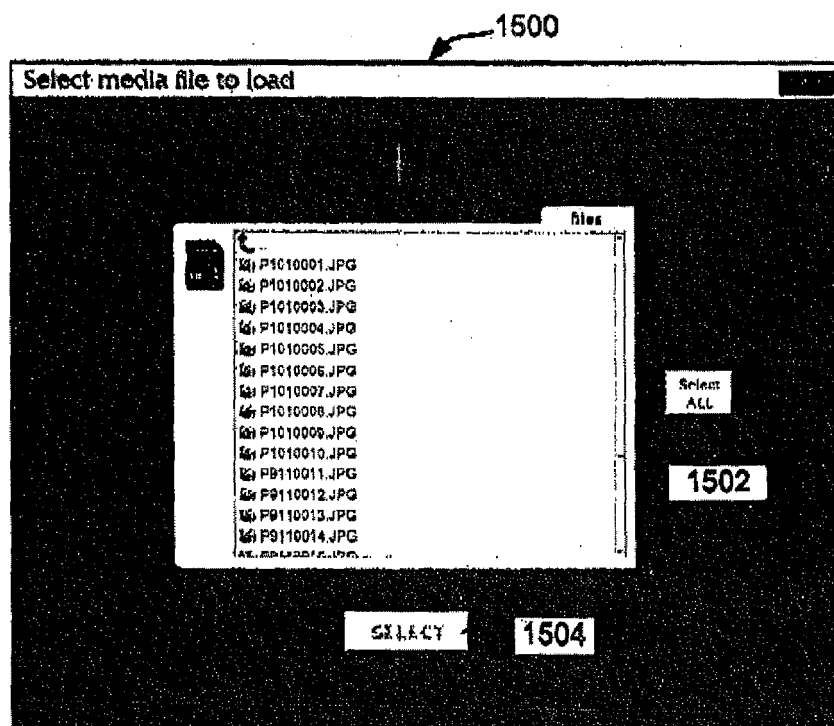 1500
Select media file to load
files
..
P1010001.JPG
P1010002.JPG
P1010003.JPG
P1010004.JPG
P1010005.JPG
P1010006.JPG
P1010007.JPG
P1010008.JPG
P1010009.JPG
P1010010.JPG
P9110011.JPG
P9110012.JPG
P9110013.JPG
P9110014.JPG
Select
ALL
1502
SELECT
1504